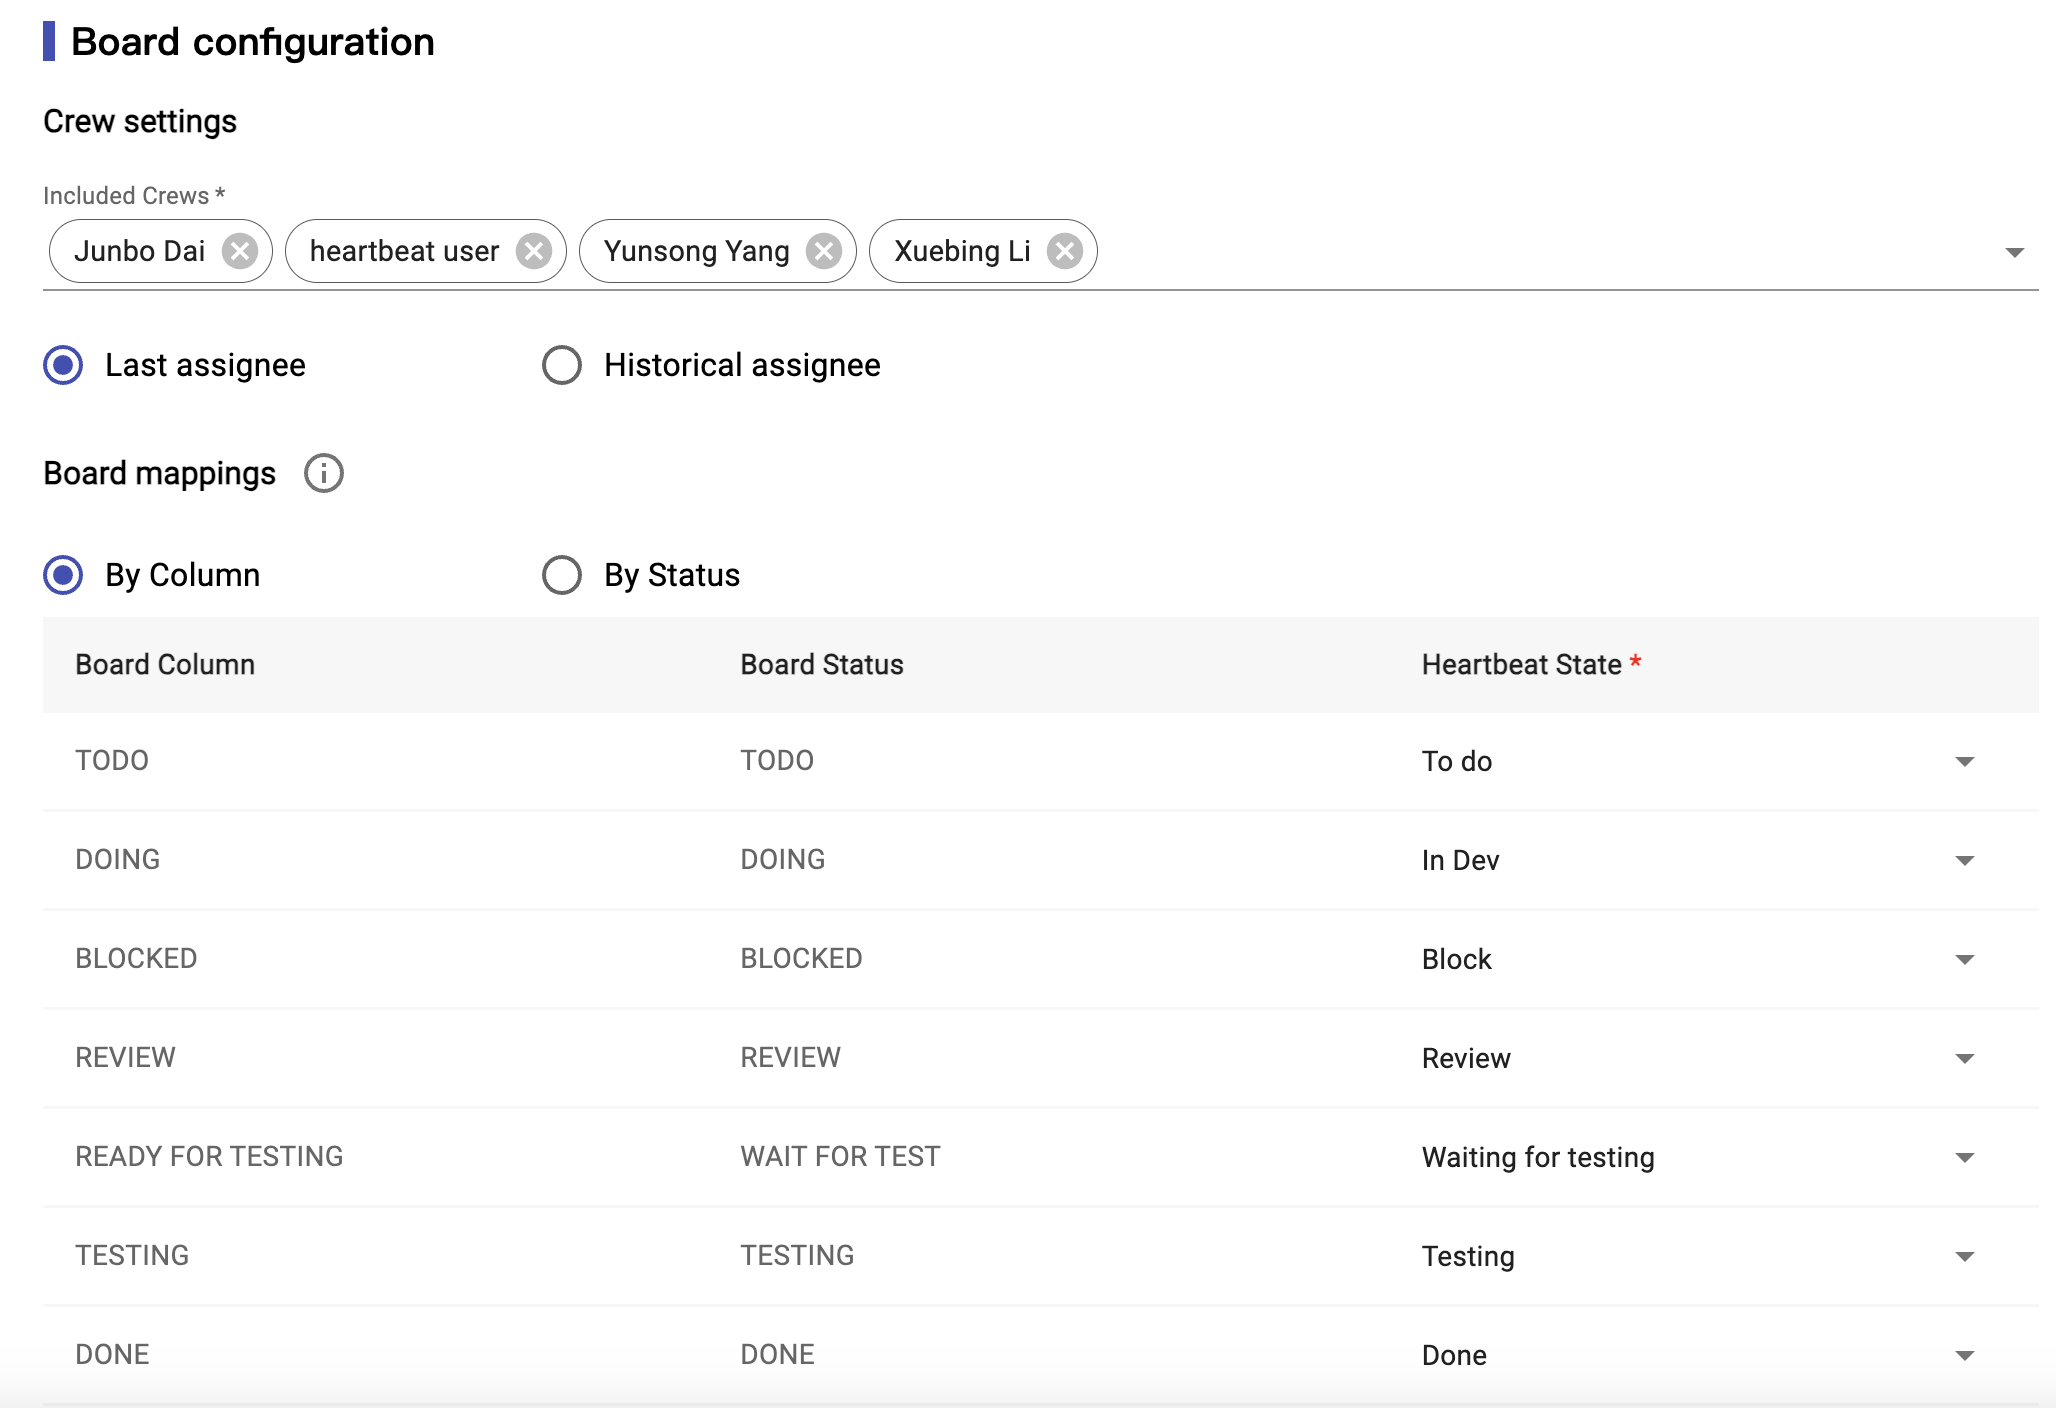 Board configuration
Crew settings
Included Crews *
Junbo Dai heartbeat user Yunsong Yang Xuebing Li
Last assignee Historical assignee
Board mappings
By Column By Status
Board Column Board Status Heartbeat State *
TODO TODO To do
DOING DOING In Dev
BLOCKED BLOCKED Block
REVIEW REVIEW Review
READY FOR TESTING WAIT FOR TEST Waiting for testing
TESTING TESTING Testing
DONE DONE Done